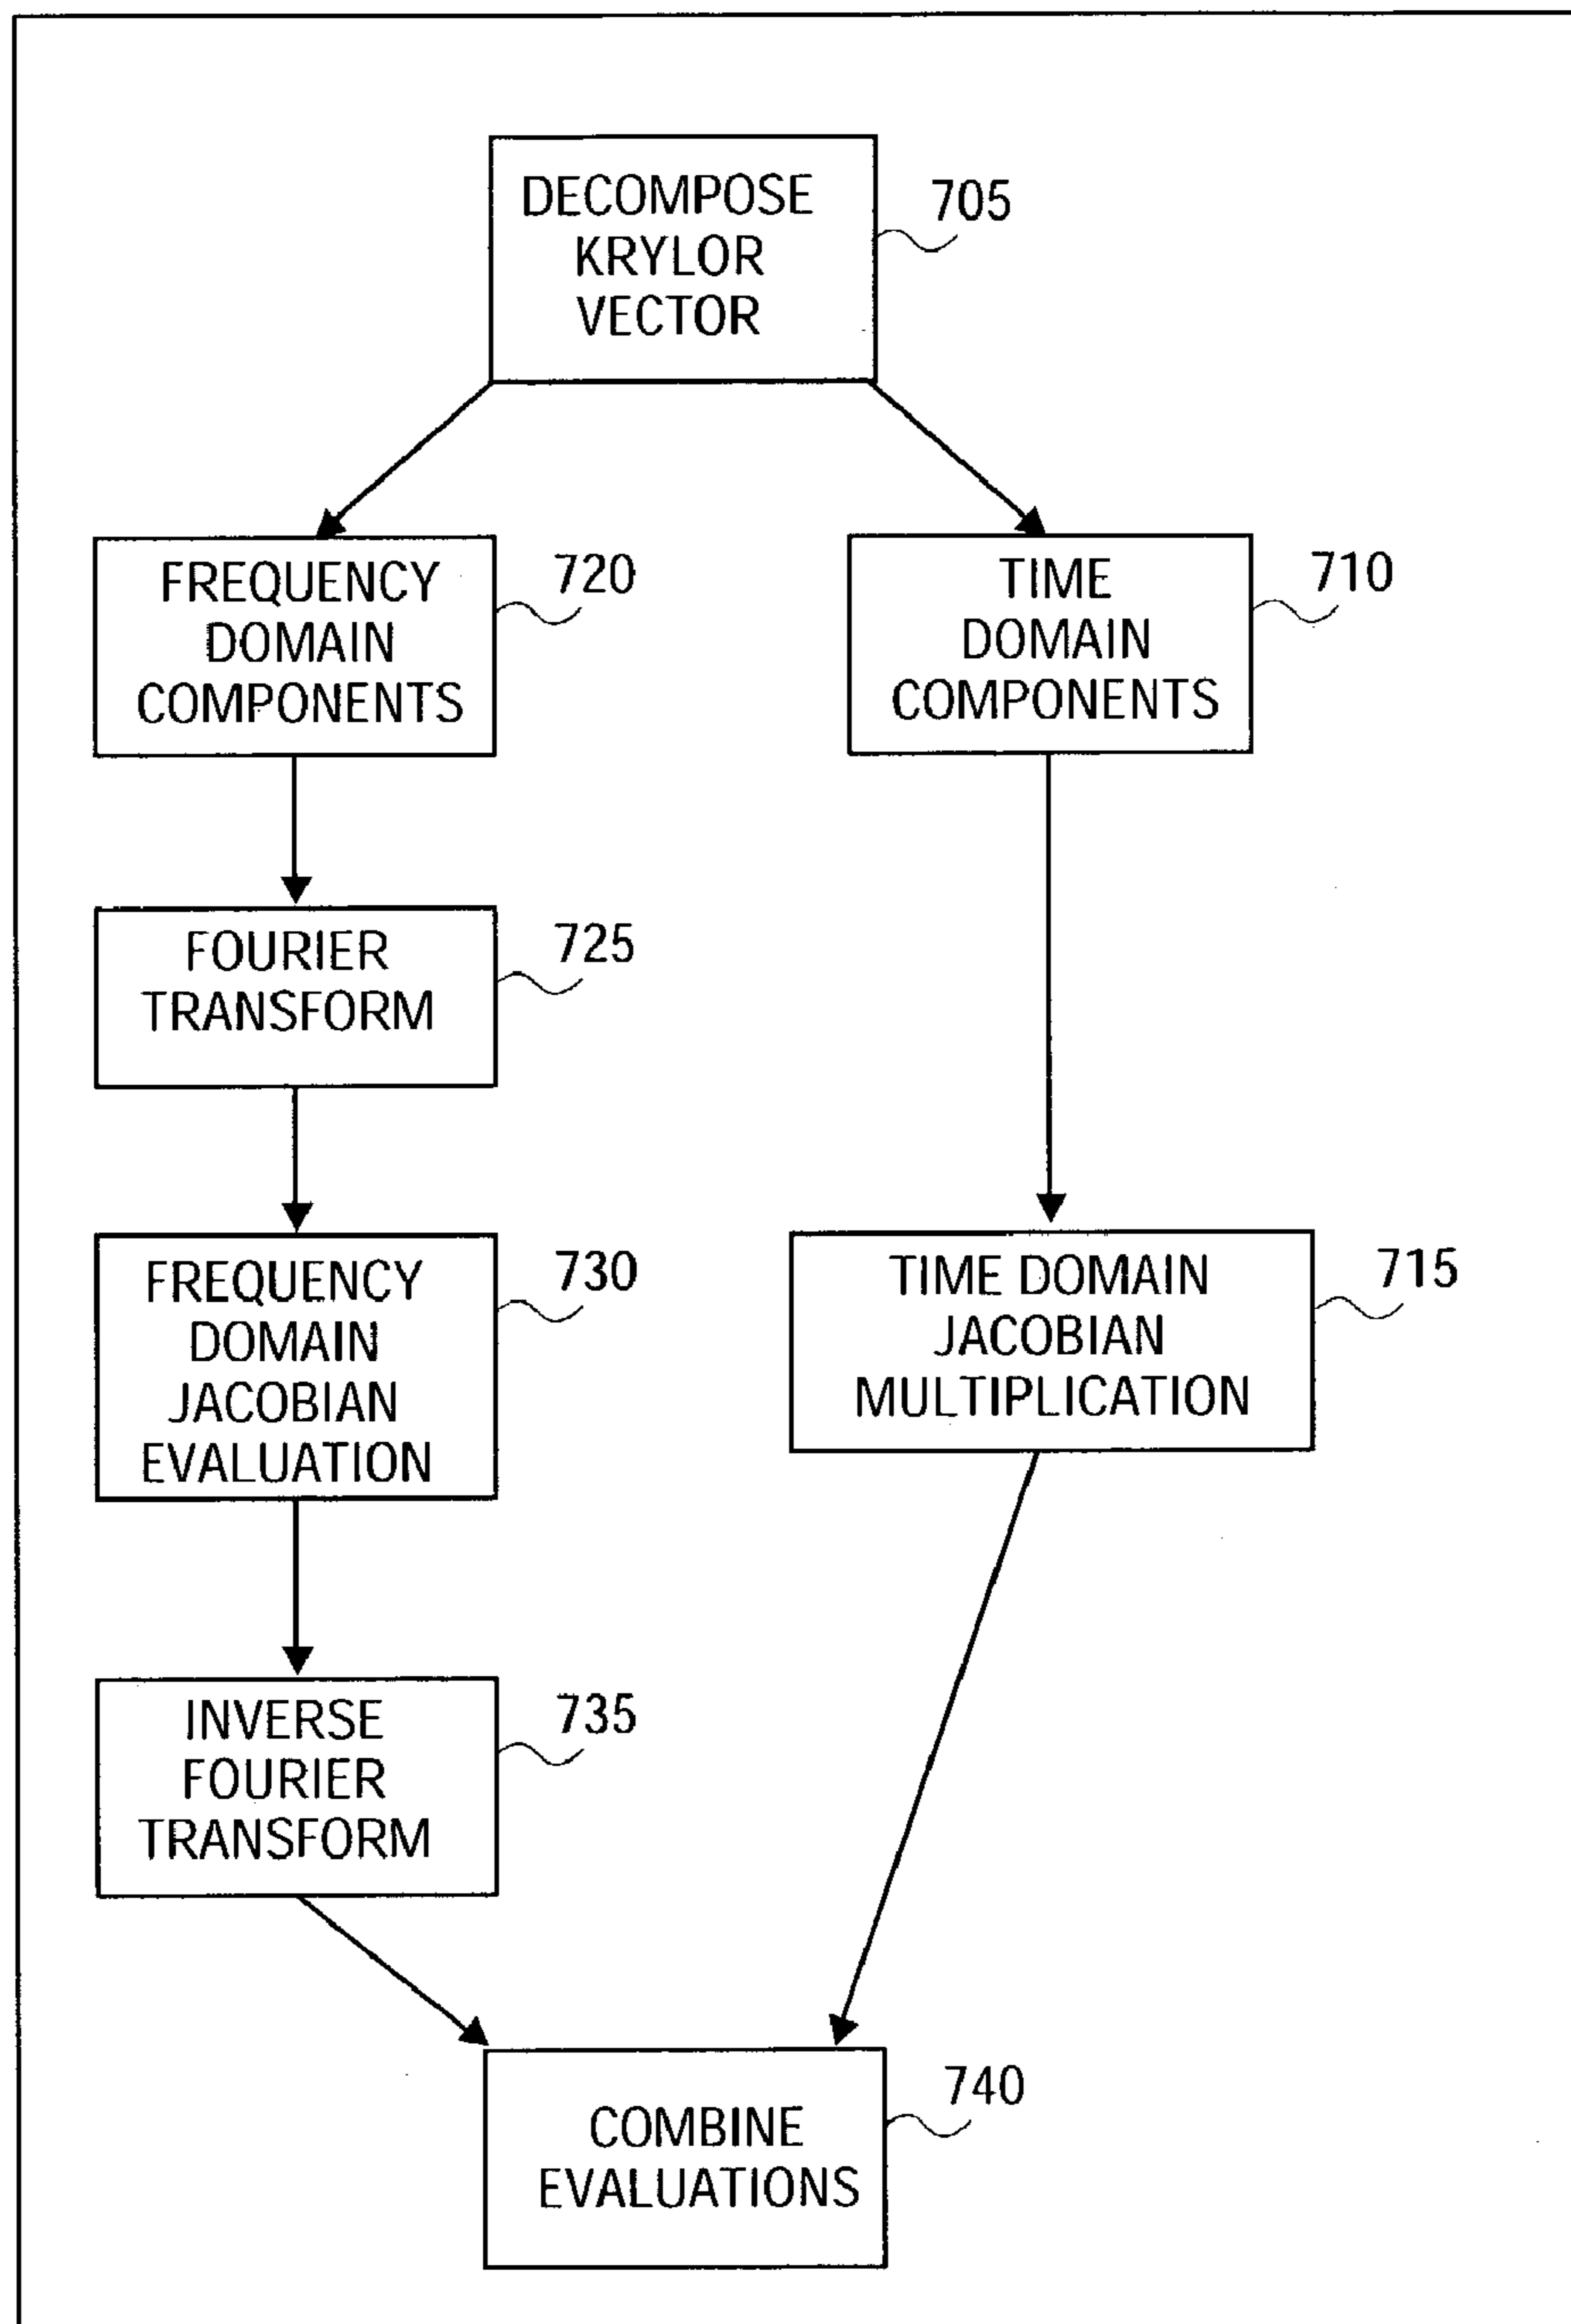 DECOMPOSE
KRYLOR
VECTOR
705
FREQUENCY
DOMAIN
COMPONENTS
720
TIME
DOMAIN
COMPONENTS
710
FOURIER
TRANSFORM
725
FREQUENCY
DOMAIN
JACOBIAN
EVALUATION
730
TIME DOMAIN
JACOBIAN
MULTIPLICATION
715
INVERSE
FOURIER
TRANSFORM
735
COMBINE
EVALUATIONS
740